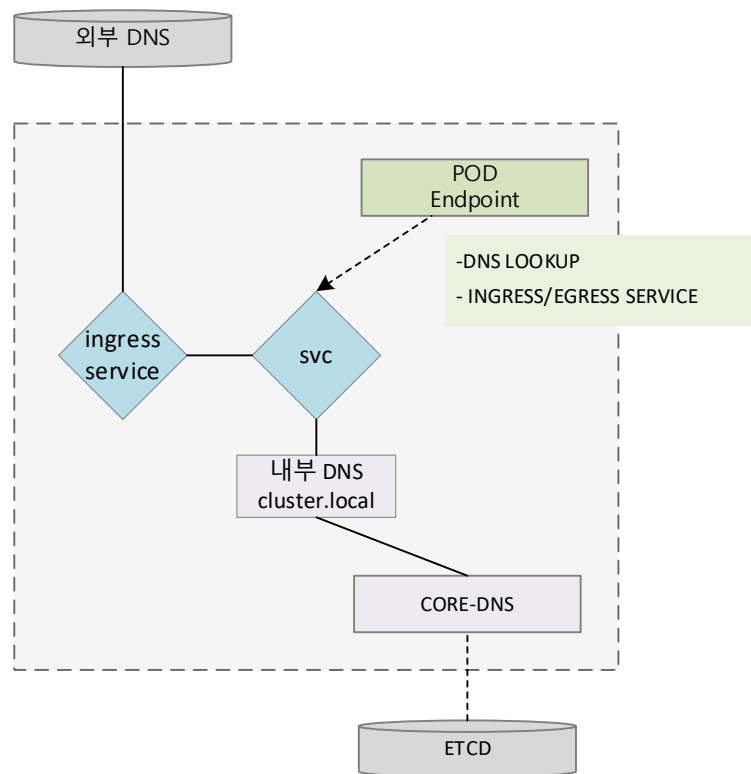 외부 DNS
POD
Endpoint
-DNS LOOKUP
- INGRESS/EGRESS SERVICE
ingress
service
svc
내부 DNS
cluster.local
CORE-DNS
ETCD